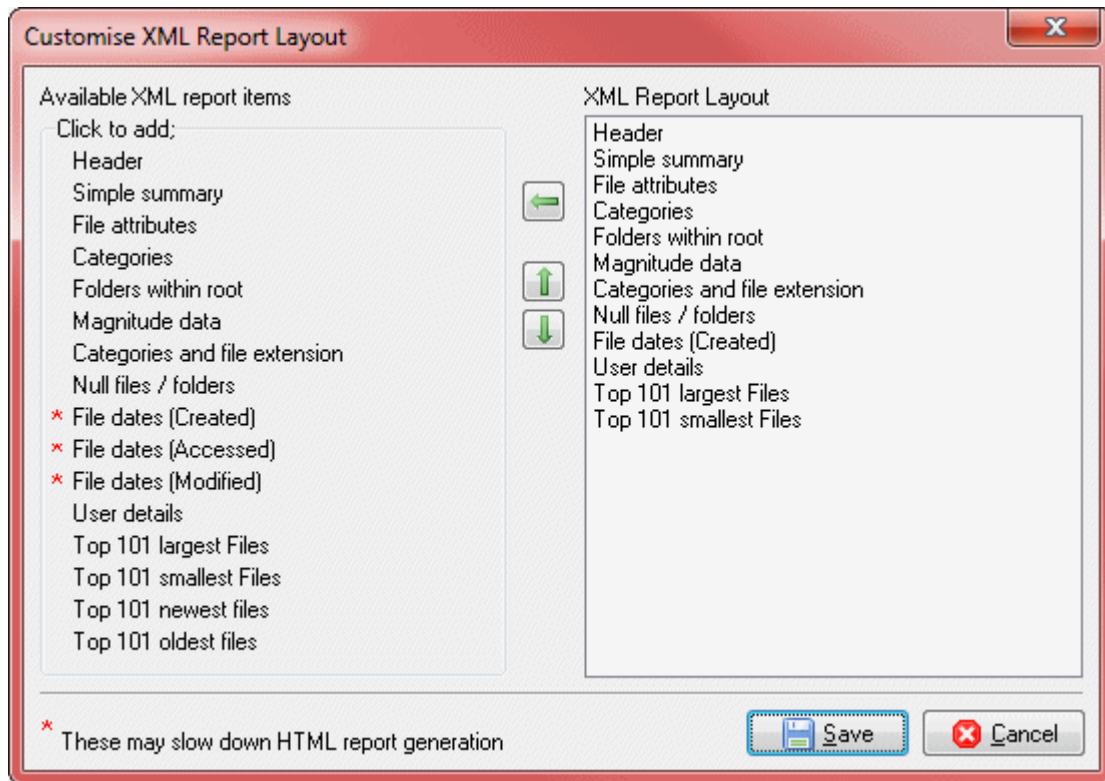 Customise XML Report Layout
Available XML report items
Click to add;
Header
Simple summary
File attributes
Categories
Folders within root
Magnitude data
Categories and file extension
Null files / folders
* File dates (Created)
* File dates (Accessed)
* File dates (Modified)
User details
Top 101 largest Files
Top 101 smallest Files
Top 101 newest files
Top 101 oldest files
XML Report Layout
Header
Simple summary
File attributes
Categories
Folders within root
Magnitude data
Categories and file extension
Null files / folders
File dates (Created)
User details
Top 101 largest Files
Top 101 smallest Files
* These may slow down HTML report generation
Save
Cancel